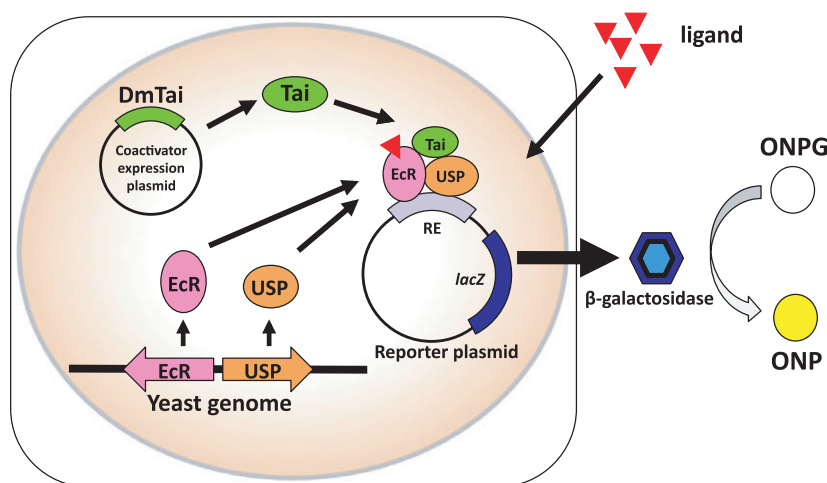 ligand
DmTai
Tai
Coactivator
expression
plasmid
Tai
EcR
USP
RE
ONPG
EcR
USP
lacZ
β-galactosidase
Reporter plasmid
ONP
EcR
USP
Yeast genome